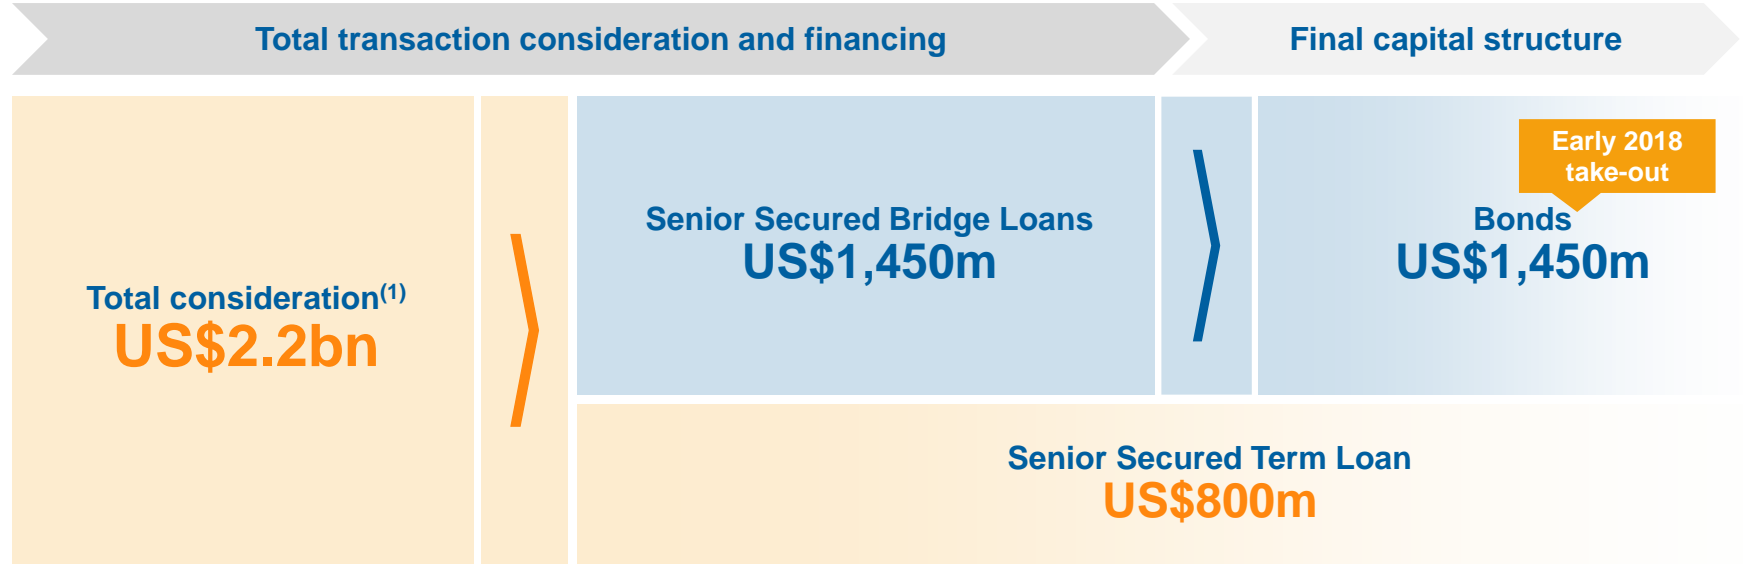 Total transaction consideration and financing
Final capital structure
Total consideration(1)
US$2.2bn
Senior Secured Bridge Loans
US$1,450m
Early 2018
take-out
Bonds
US$1,450m
Senior Secured Term Loan
US$800m